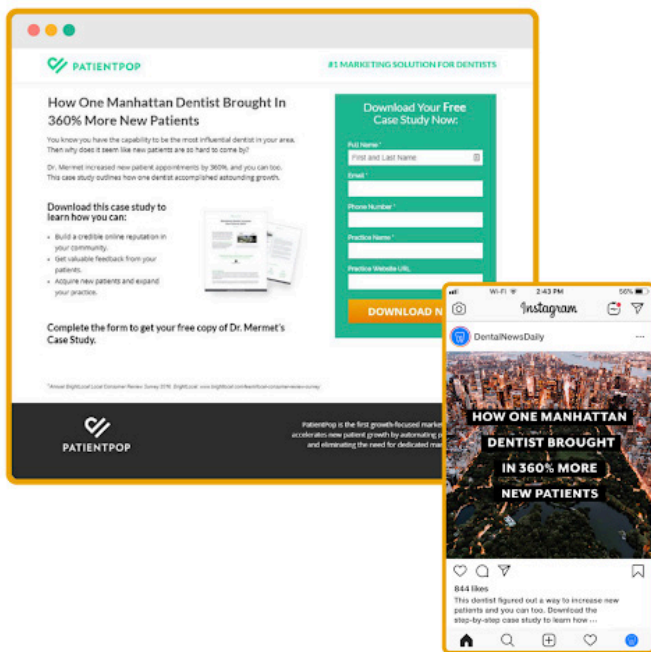 PATIENTPOP
#1 MARKETING SOLUTION FOR DENTISTS
How One Manhattan Dentist Brought In
360% More New Patients
You know you have the capability to be the most influential dentist in your area.
Then why does it seem like new patients are so hard to come by?
Dr. Mermet increased new patient appointments by 360%, and you can too.
This case study outlines how one dentist accomplished astounding growth.
Download this case study to
learn how you can:
• Build a credible online reputation in
your community.
• Get valuable feedback from your
patients.
• Acquire new patients and expand
your practice.
Complete the form to get your free copy of Dr. Mermet's
Case Study.
Download Your Free
Case Study Now:
Full Name *
First and Last Name
Email *
Phone Number *
Practice Name *
Practice Website URL
DOWNLOAD N
PATIENTPOP
PatientPop is the first growth-focused marke
accelerates new patient growth by automating p
and eliminating the need for dedicated mar
Wi-Fi 2:43 PM 56%
Instagram
DentalNewsDaily
HOW ONE MANHATTAN
DENTIST BROUGHT
IN 360% MORE
NEW PATIENTS
844 likes
This dentist figured out a way to increase new
patients and you can too. Download the
step-by-step case study to learn how ...